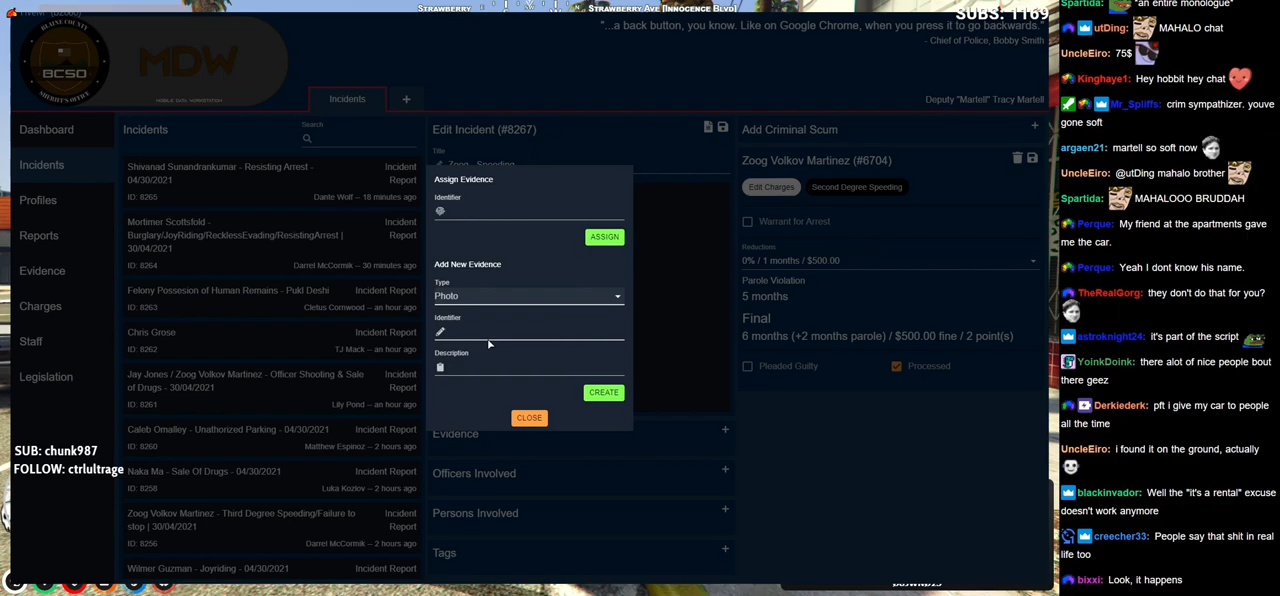 Strawberry
Strawberry Ave [Innocence Blvd]
SUBS: 1169
BLAINE COUNTY
BCSO
SHERIFF'S OFFICE
MDW
MOBILE DATA WORKSTATION
"...a back button, you know. Like on Google Chrome, when you press it to go backwards."
- Chief of Police, Bobby Smith
Incidents
+
Deputy "Martell" Tracy Martell
Dashboard
Incidents
Profiles
Reports
Evidence
Charges
Staff
Legislation
Incidents
Search
Shivanad Sunandrankumar - Resisting Arrest -
04/30/2021
Incident
Report
ID: 8265
Dante Wolf - 18 minutes ago
Mortimer Scottsfold -
Burglary/JoyRiding/RecklessEvading/ResistingArrest |
30/04/2021
Incident
Report
ID: 8264
Darrel McCormik - 30 minutes ago
Felony Possesion of Human Remains - Pukl Deshi
Incident Report
ID: 8263
Cletus Cornwood - an hour ago
Chris Grose
Incident Report
ID: 8262
TJ Mack - an hour ago
Jay Jones / Zoog Volkov Martinez - Officer Shooting & Sale
of Drugs - 30/04/2021
Incident
Report
ID: 8261
Lily Pond - an hour ago
Caleb Omalley - Unathorized Parking - 04/30/2021
Incident Report
ID: 8260
Matthew Espinoz - 2 hours ago
Naka Ma - Sale Of Drugs - 04/30/2021
Incident Report
ID: 8258
Luka Kozlov - 2 hours ago
Zoog Volkov Martinez - Third Degree Speeding/Failure to
stop | 30/04/2021
Incident
Report
ID: 8256
Darrel McCormik - 2 hours ago
Wilmer Guzman - Joyriding - 04/30/2021
Incident Report
SUB: chunk987
FOLLOW: ctrlultrage
Edit Incident (#8267)
Title
Zoog - Speeding
Assign Evidence
Identifier
ASSIGN
Add New Evidence
Type
Photo
Identifier
Description
CREATE
CLOSE
Evidence
+
Officers Involved
+
Persons Involved
+
Tags
+
Add Criminal Scum
+
Zoog Volkov Martinez (#6704)
Edit Charges
Second Degree Speeding
Warrant for Arrest
Reductions
0% / 1 months / $500.00
Parole Violation
5 months
Final
6 months (+2 months parole) / $500.00 fine / 2 point(s)
Pleaded Guilty
Processed
Spartida: *an entire monologue*
utDing: MAHALO chat
UncleEiro: 75$
Kinghaye1: Hey hobbit hey chat
Mr_Spliffs: crim sympathizer. youve
gone soft
argaen21: martell so soft now
UncleEiro: @utDing mahalo brother
Spartida: MAHALOOO BRUDDAH
Perque: My friend at the apartments gave
me the car.
Perque: Yeah I dont know his name.
TheRealGorg: they don't do that for you?
astroknight24: it's part of the script
YoinkDoink: there alot of nice people bout
there geez
Derkiederk: pft i give my car to people
all the time
UncleEiro: i found it on the ground, actually
blackinvador: Well the "it's a rental" excuse
doesn't work anymore
creecher33: People say that shit in real
life too
bixxi: Look, it happens